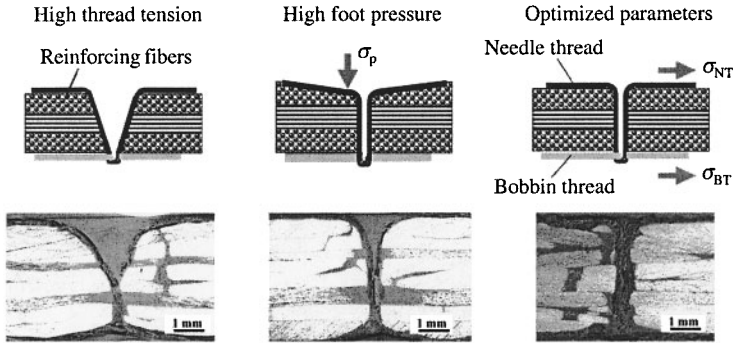 High thread tension
High foot pressure
Optimized parameters
Reinforcing fibers
σp
Needle thread
σNT
Bobbin thread
σBT
1 mm
1 mm
1 mm